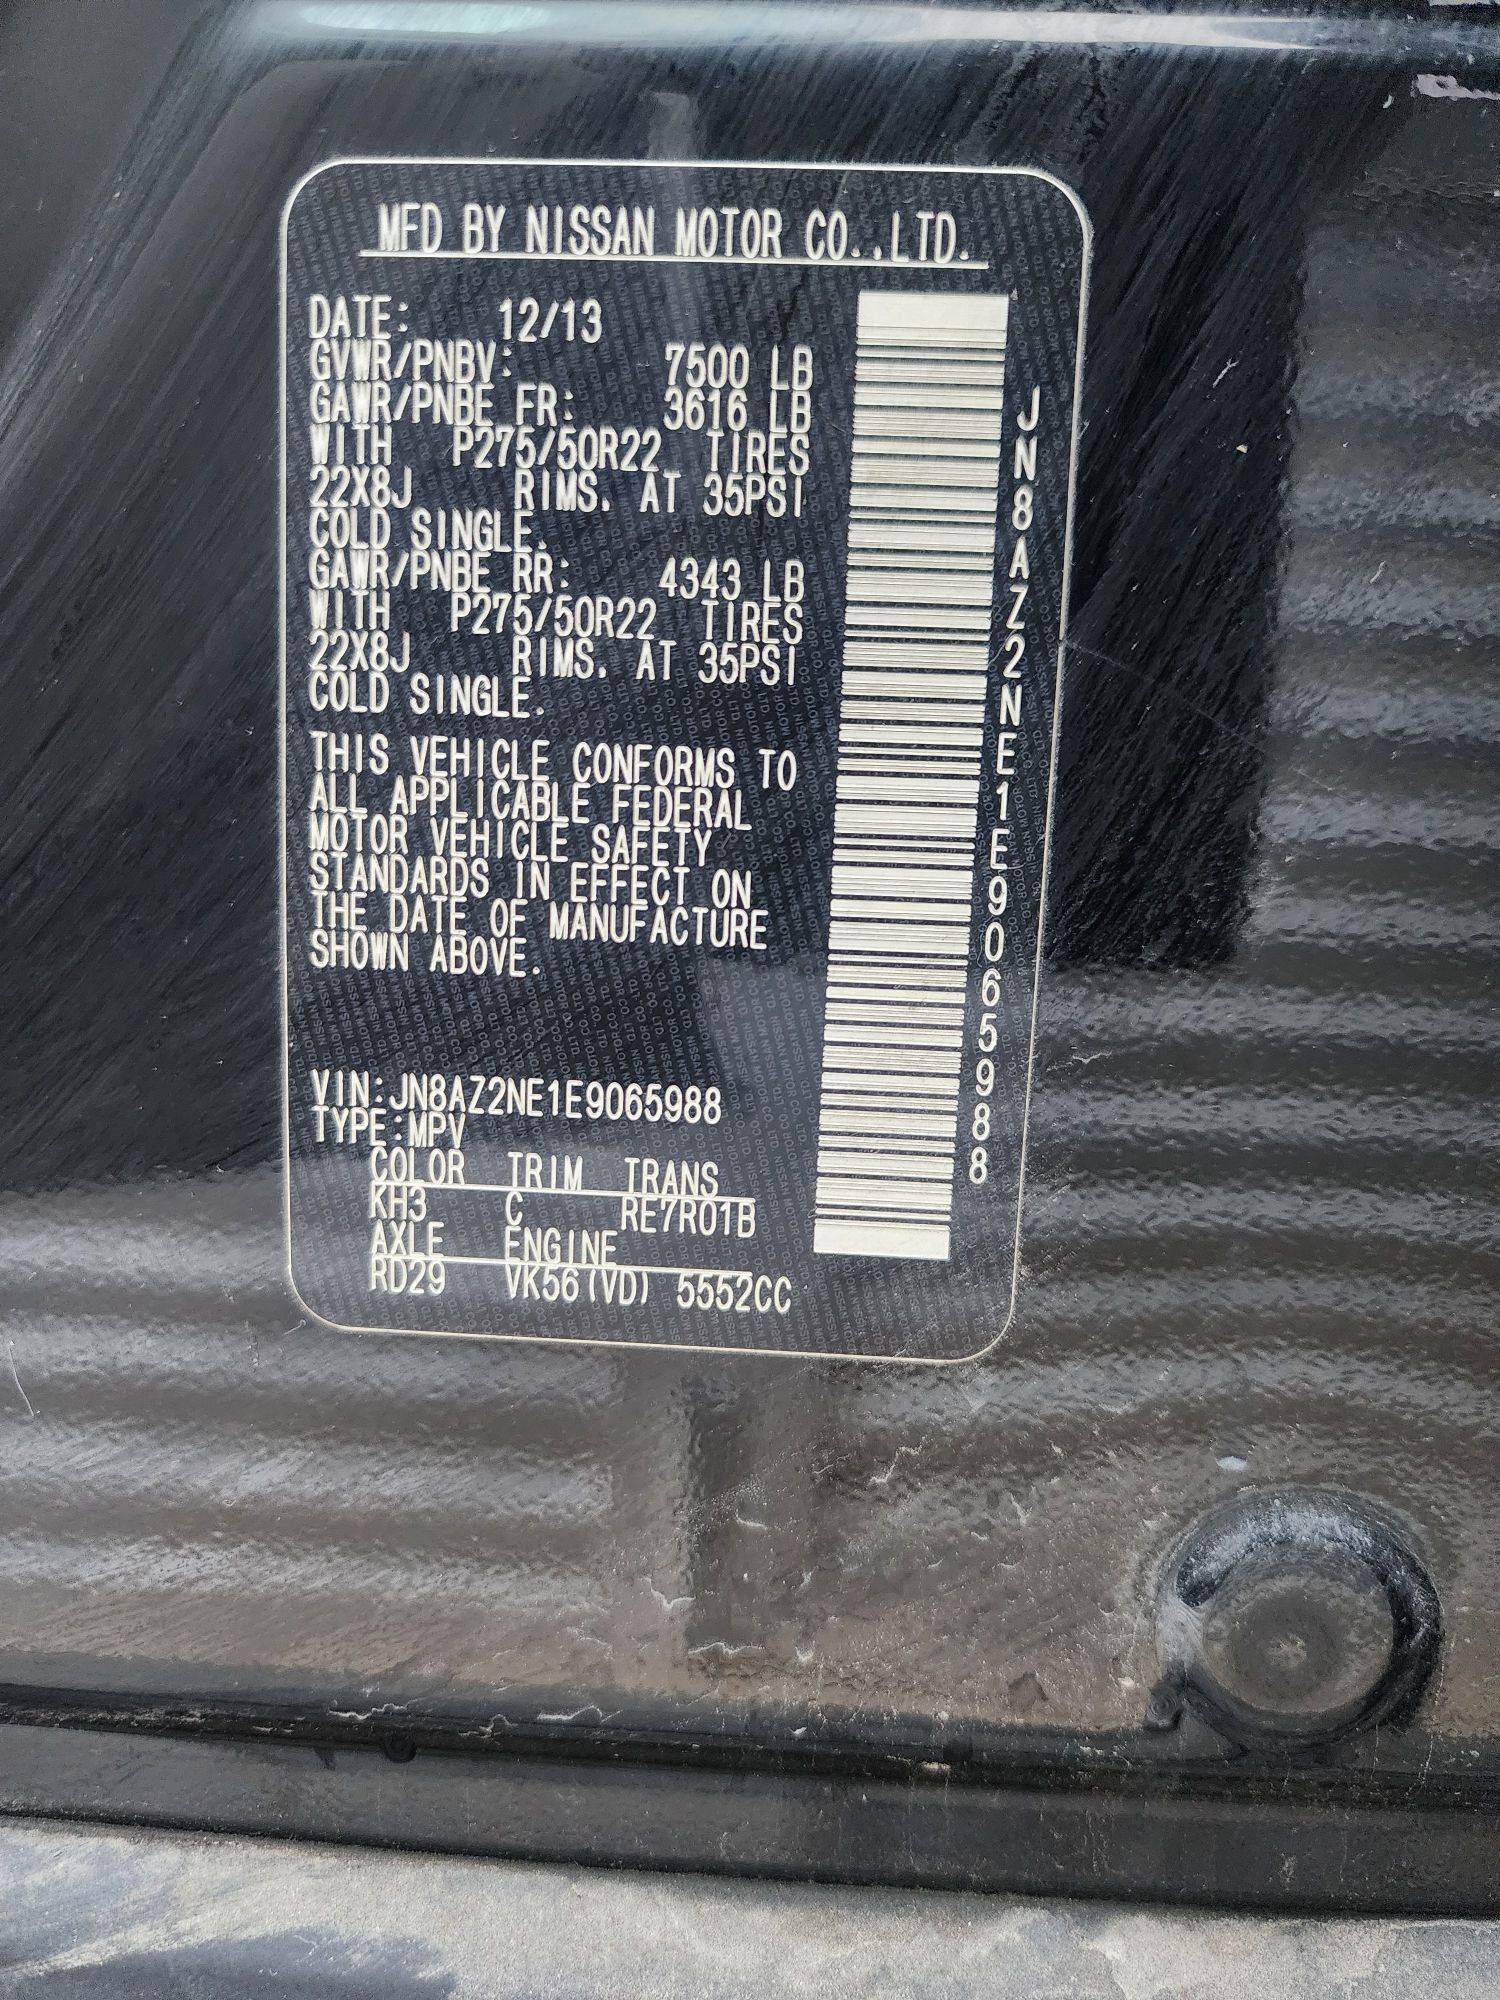 MFD BY NISSAN MOTOR CO.,LTD.
DATE: 12/13
GVWR/PNBV: 7500 LB
GAWR/PNBE FR: 3616 LB
WITH P275/50R22 TIRES
22X8J RIMS. AT 35PSI
COLD SINGLE.
GAWR/PNBE RR: 4343 LB
WITH P275/50R22 TIRES
22X8J RIMS. AT 35PSI
COLD SINGLE.
THIS VEHICLE CONFORMS TO
ALL APPLICABLE FEDERAL
MOTOR VEHICLE SAFETY
STANDARDS IN EFFECT ON
THE DATE OF MANUFACTURE
SHOWN ABOVE.
VIN:JN8AZ2NE1E9065988
TYPE:MPV
COLOR TRIM TRANS
KH3 C RE7R01B
AXLE ENGINE
RD29 VK56(VD) 5552CC
JN8AZ2NE1E9065988